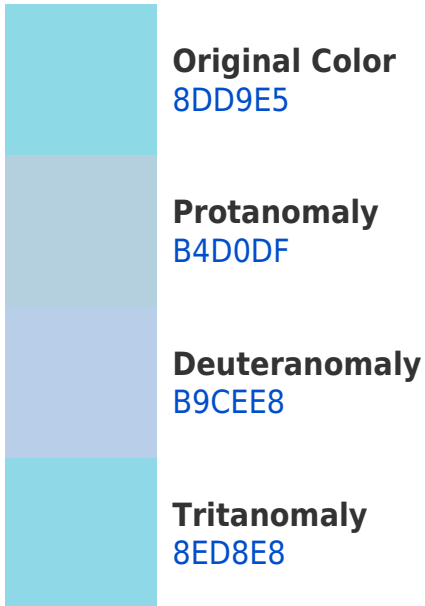 Original Color
8DD9E5
Protanomaly
B4D0DF
Deuteranomaly
B9CEE8
Tritanomaly
8ED8E8